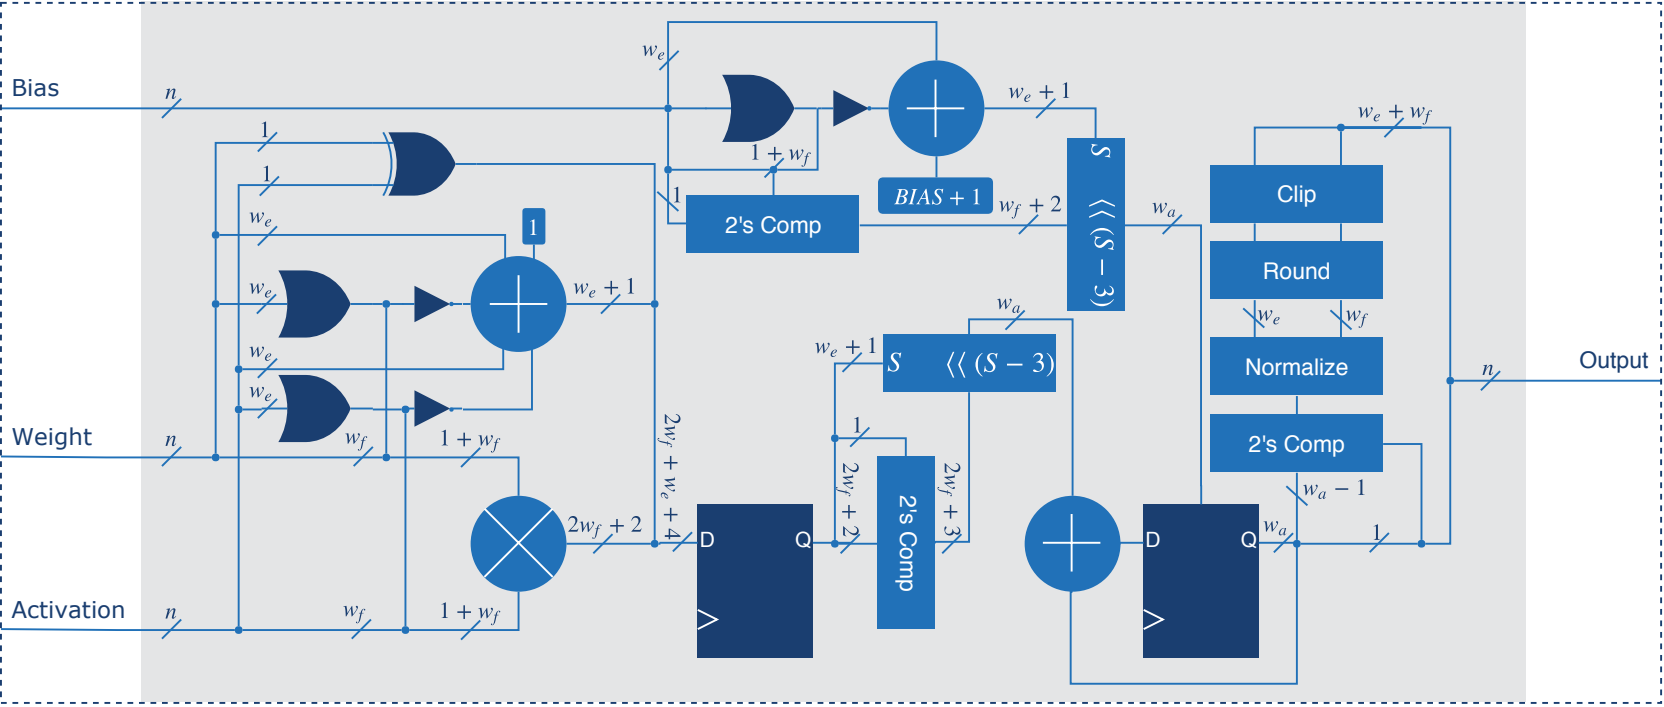 Bias
n
w_e
1 + w_f
1
2's Comp
BIAS + 1
w_e + 1
w_f + 2
S ⟨⟨ (S − 3)
w_a
1
1
w_e
w_e
w_e
w_e
1
w_e + 1
Weight
n
w_f
1 + w_f
Activation
n
w_f
1 + w_f
2w_f + 2
2w_f + w_e + 4
D
Q
w_e + 1
1
2w_f + 2
2's Comp
2w_f + 3
S ⟨⟨ (S − 3)
w_a
D
Q
w_a
w_a − 1
1
2's Comp
Normalize
w_e
w_f
Round
Clip
w_e + w_f
n
Output